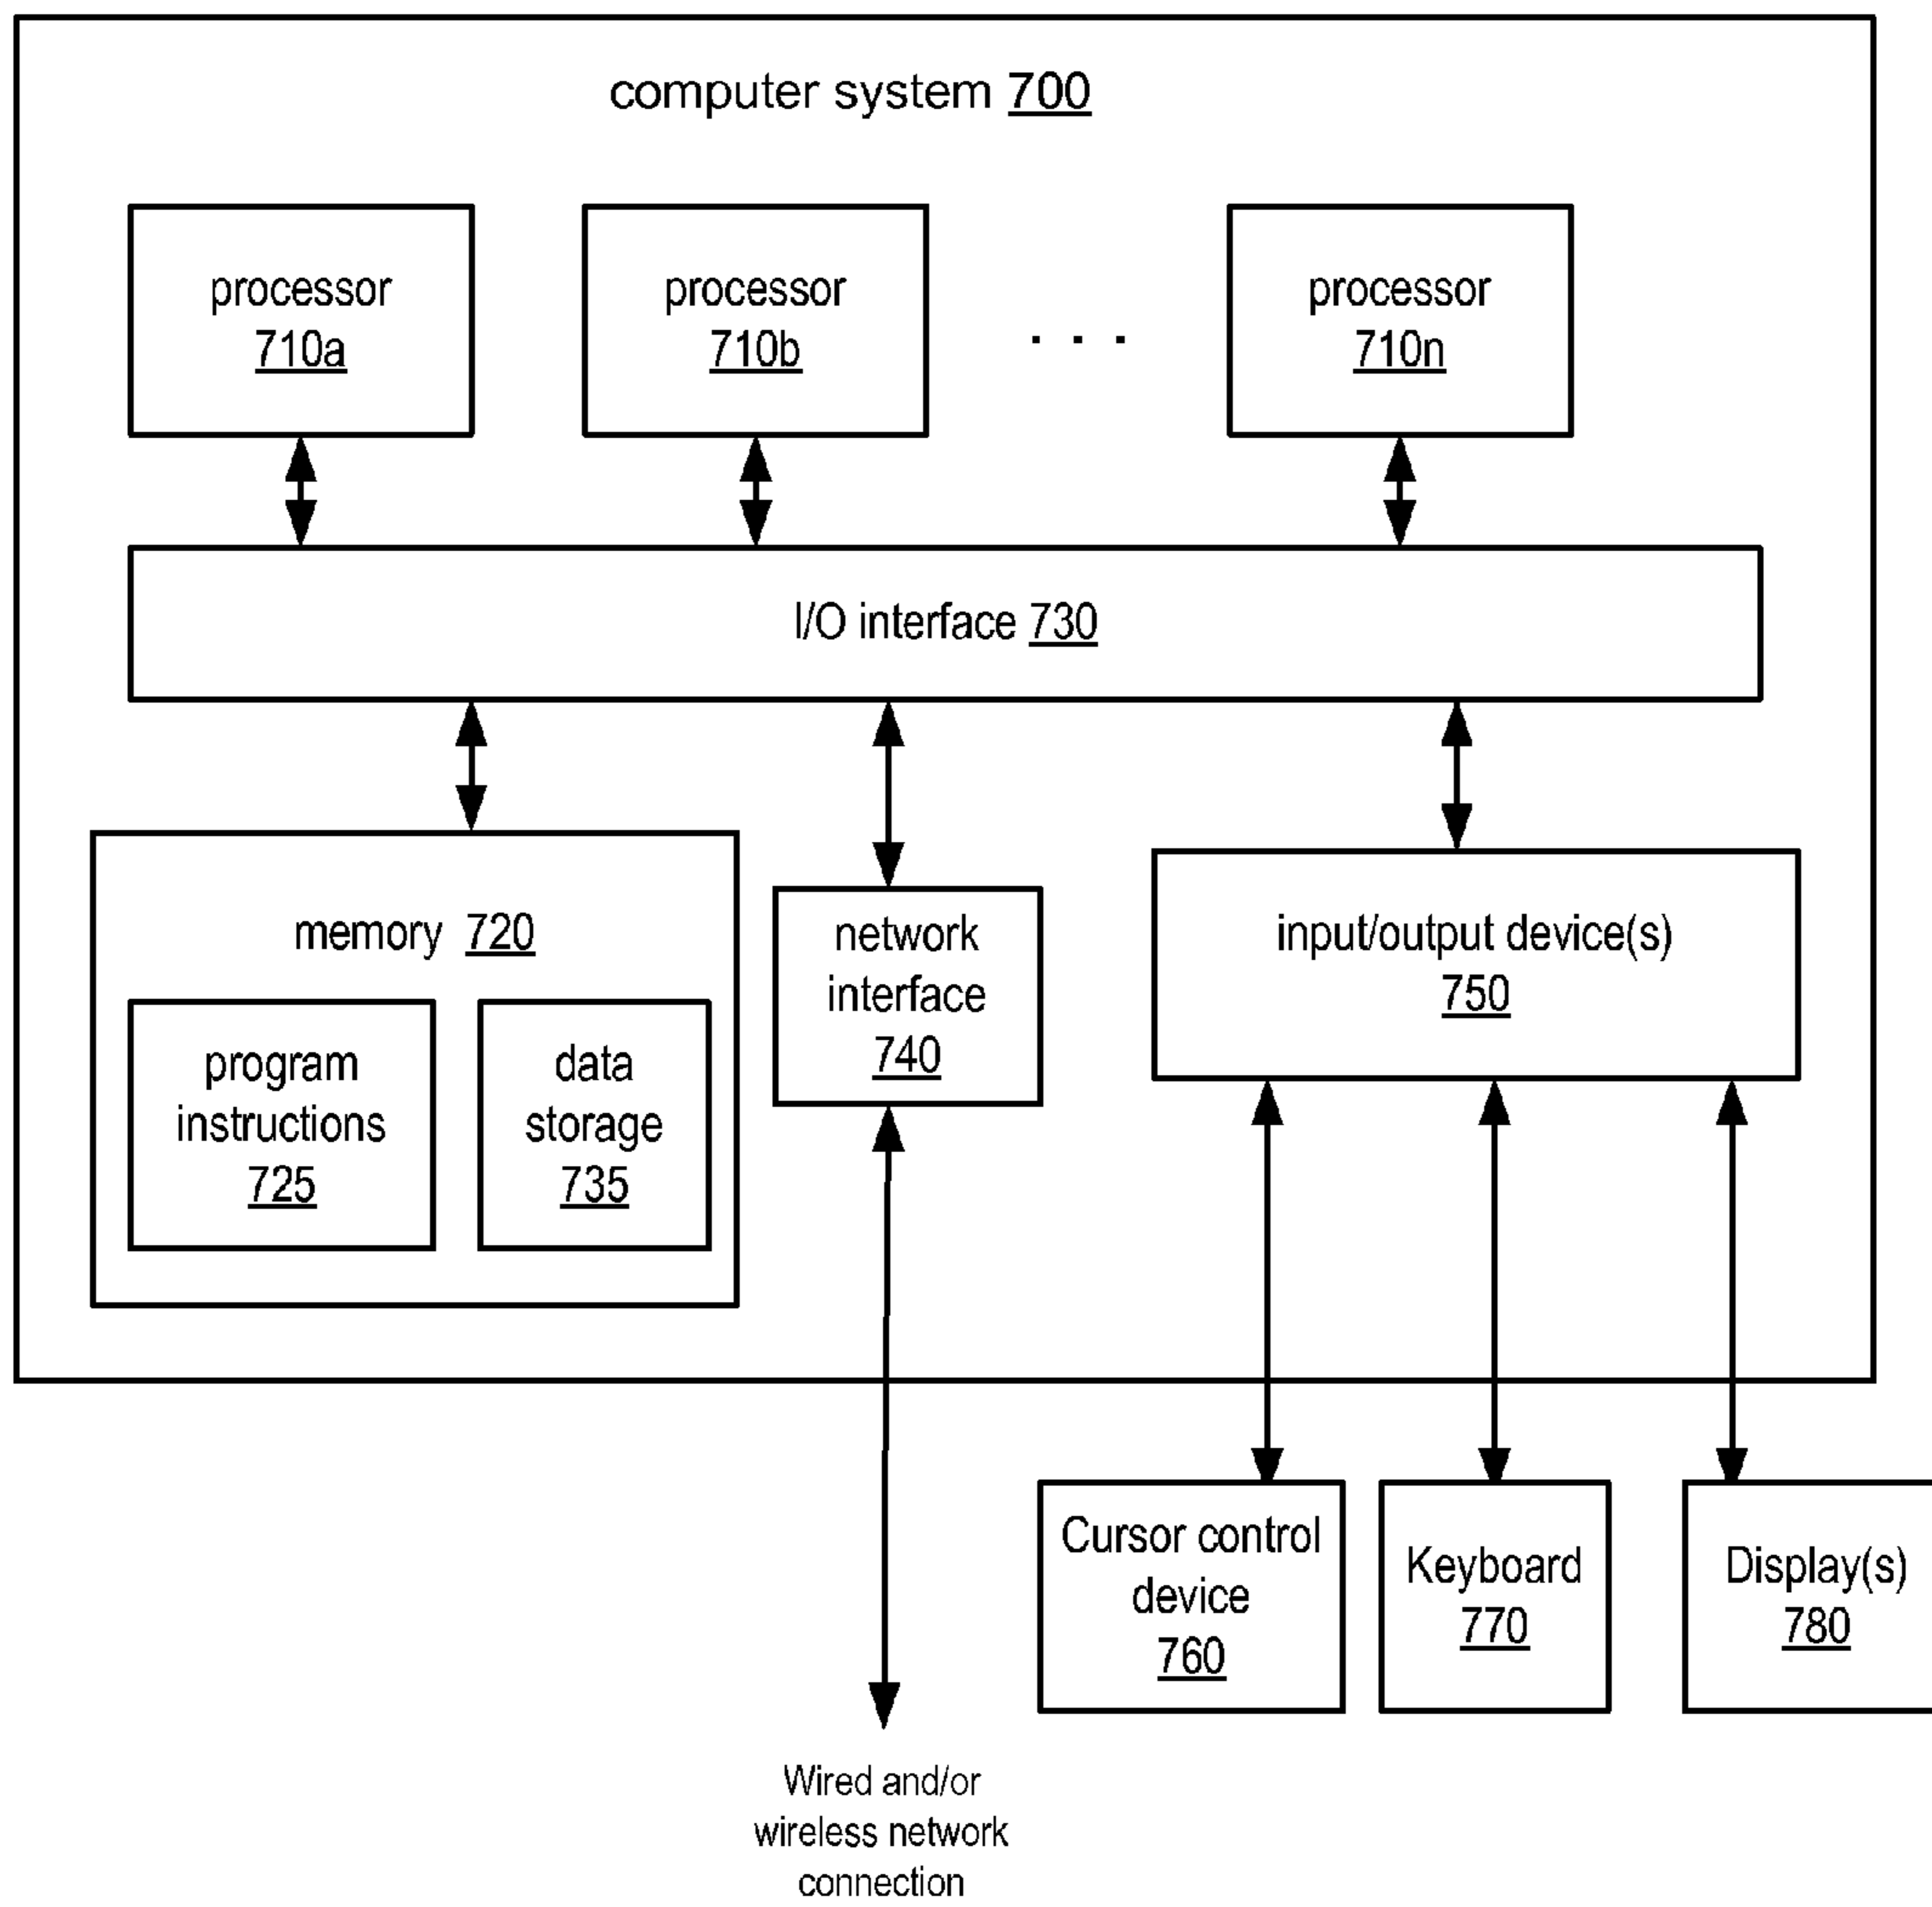 computer system 700
processor
710a
processor
710b
. . .
processor
710n
I/O interface 730
memory 720
program
instructions
725
data
storage
735
network
interface
740
input/output device(s)
750
Cursor control
device
760
Keyboard
770
Display(s)
780
Wired and/or
wireless network
connection